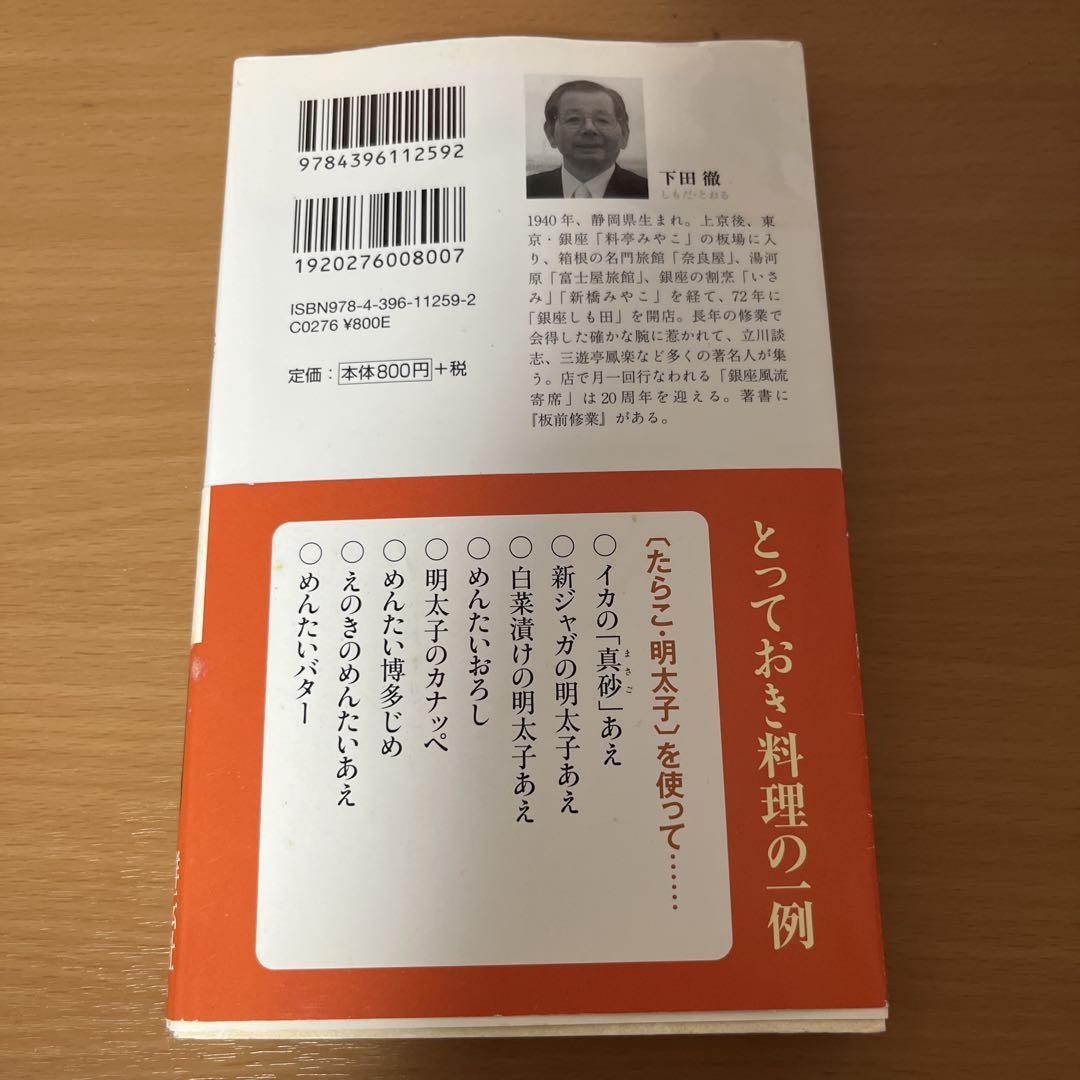 9784396112592
1920276008007
ISBN978-4-396-11259-2
C0276 ¥800E
定価：本体800円+税
下田 徹
しもだ・とおる
1940年、静岡県生まれ。上京後、東
京・銀座「料亭みやこ」の板場に入
り、箱根の名門旅館「奈良屋」、湯河
原「富士屋旅館」、銀座の割烹「いさ
み」「新橋みやこ」を経て、72年に
「銀座しも田」を開店。長年の修業で
会得した確かな腕に惹かれて、立川談
志、三遊亭鳳楽など多くの著名人が集
う。店で月一回行なわれる「銀座風流
寄席」は20周年を迎える。著書に
『板前修業』がある。
とっておき料理の一例
〔たらこ・明太子〕を使って……
○イカの「真砂」あえ
まさご
○新ジャガの明太子あえ
○白菜漬けの明太子あえ
○めんたいおろし
○明太子のカナッペ
○めんたい博多じめ
○えのきのめんたいあえ
○めんたいバター